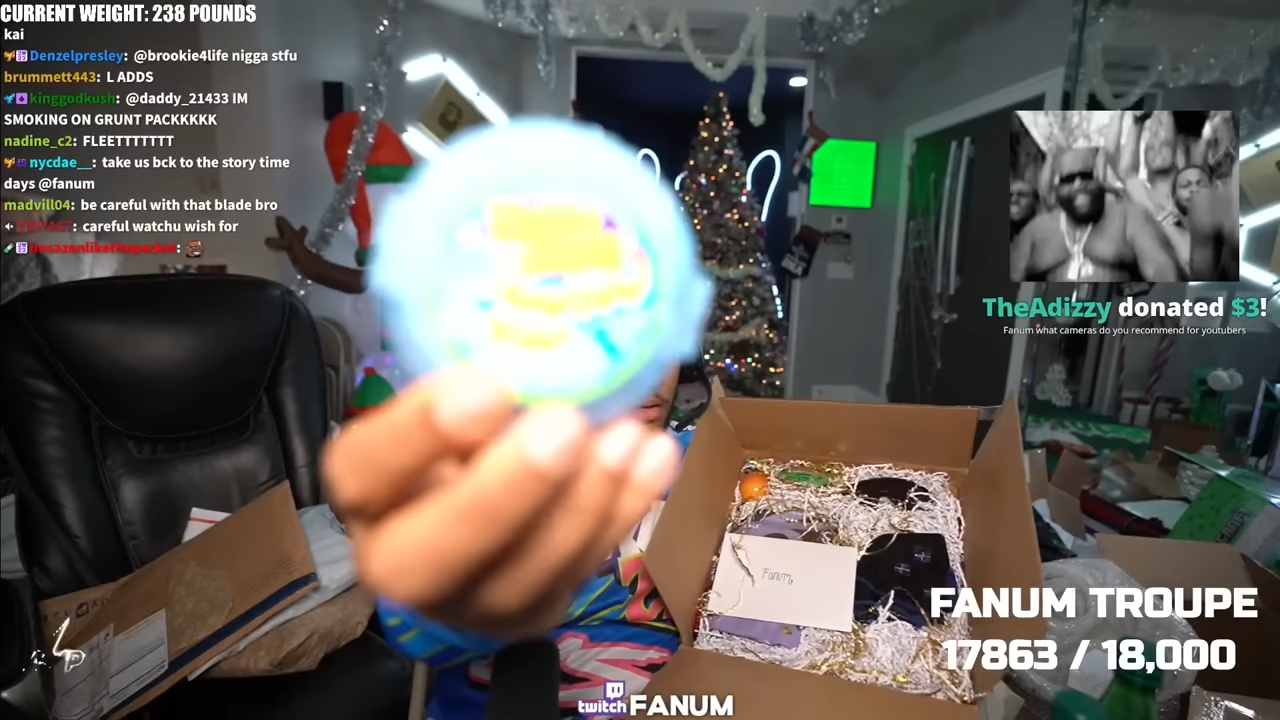 CURRENT WEIGHT: 238 POUNDS
kai
Denzelpresley: @brookie4life nigga stfu
brummett443: L ADDS
kinggodkush: @daddy_21433 IM
SMOKING ON GRUNT PACKKKKK
nadine_c2: FLEETTTTTTT
nycdae__: take us bck to the story time
days @fanum
madvill04: be careful with that blade bro
careful watchu wish for
TheAdizzy donated $3!
Fanum what cameras do you recommend for youtubers
Fanum,
FANUM TROUPE
17863 / 18,000
twitch FANUM